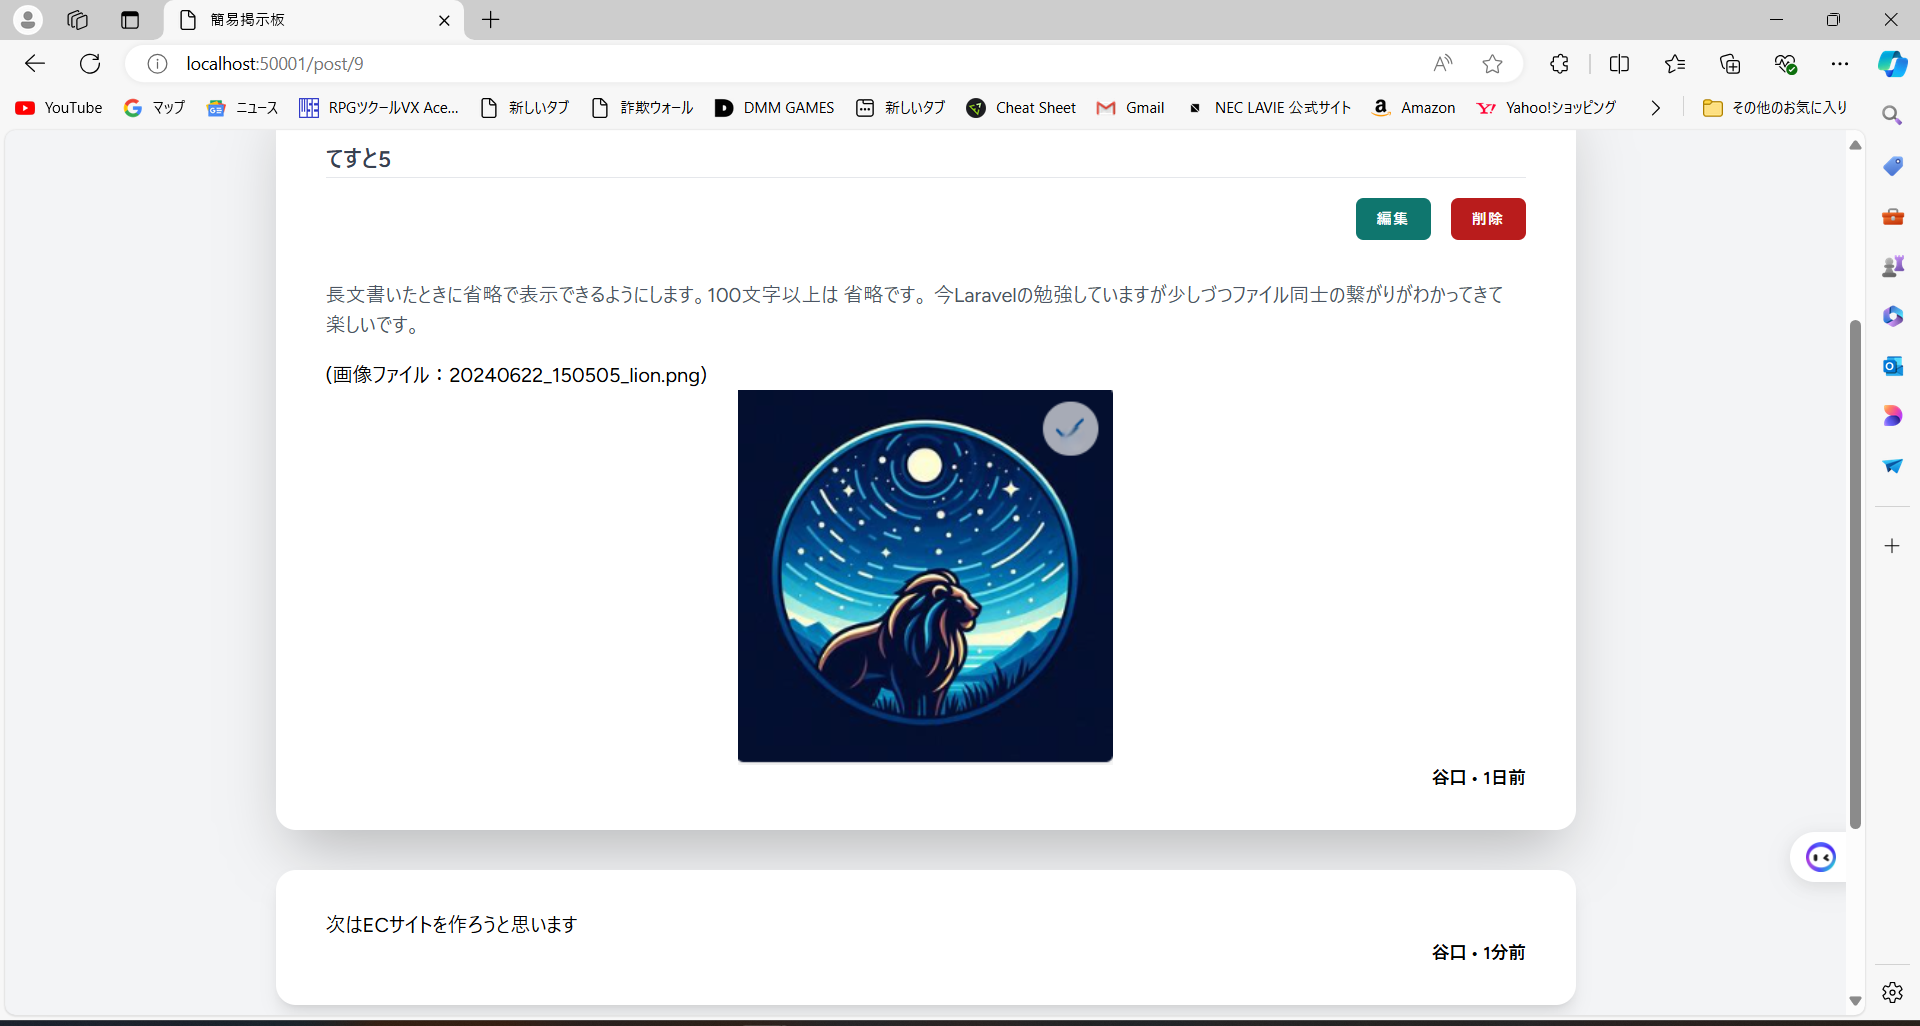 簡易掲示板
localhost:50001/post/9
YouTube
マップ
ニュース
RPGツクールVX Ace...
新しいタブ
詐欺ウォール
DMM GAMES
新しいタブ
Cheat Sheet
Gmail
NEC LAVIE 公式サイト
Amazon
Yahoo!ショッピング
その他のお気に入り
てすと5
編集
削除
長文書いたときに省略で表示できるようにします。100文字以上は 省略です。 今Laravelの勉強していますが少しづつファイル同士の繋がりがわかってきて
楽しいです。
(画像ファイル：20240622_150505_lion.png)
谷口 • 1日前
次はECサイトを作ろうと思います
谷口 • 1分前